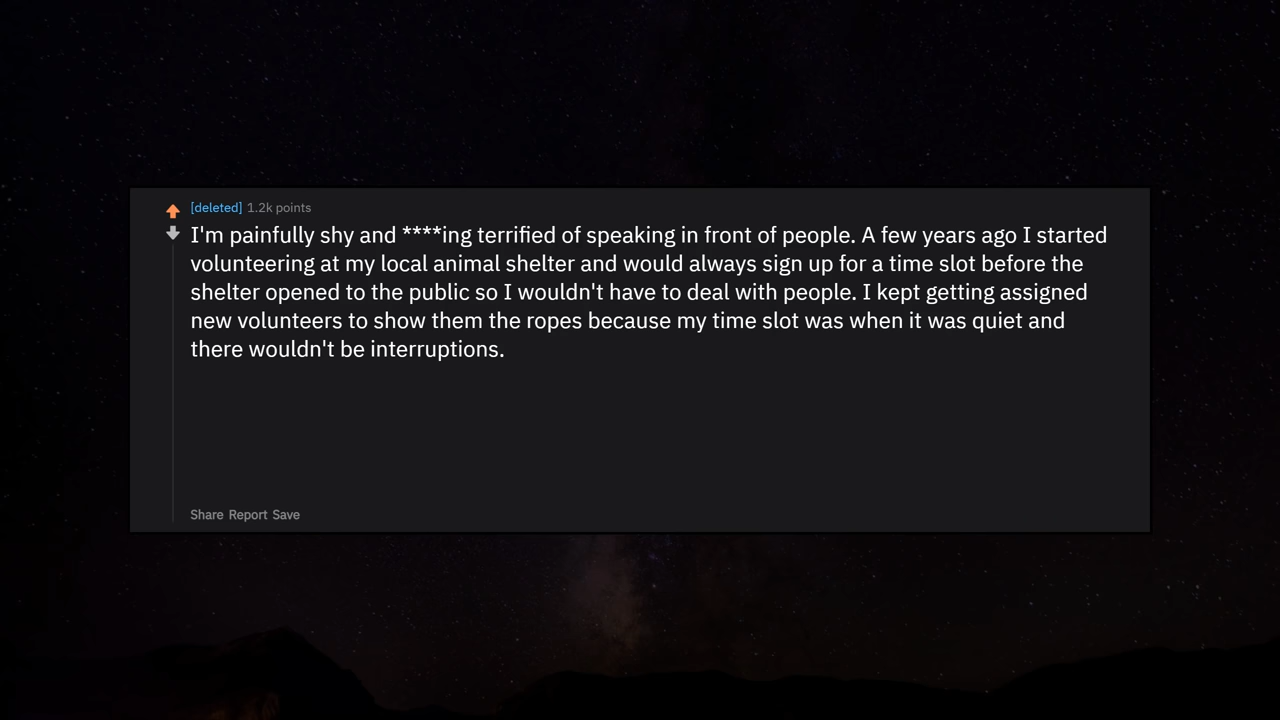 [deleted] 1.2k points
I'm painfully shy and ****ing terrified of speaking in front of people. A few years ago I started
volunteering at my local animal shelter and would always sign up for a time slot before the
shelter opened to the public so I wouldn't have to deal with people. I kept getting assigned
new volunteers to show them the ropes because my time slot was when it was quiet and
there wouldn't be interruptions.
Share Report Save